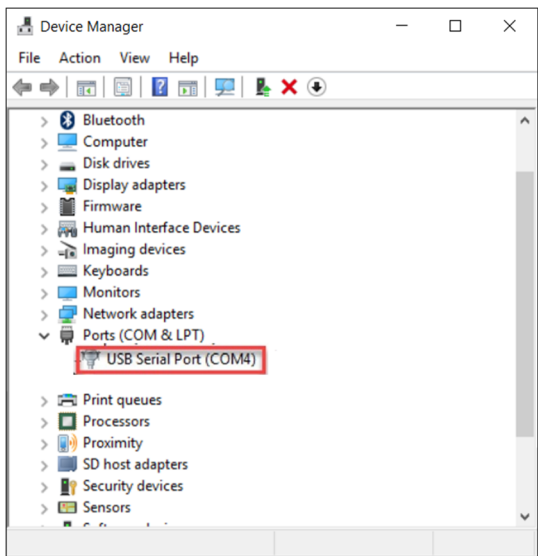 Device Manager
File Action View Help
Bluetooth
Computer
Disk drives
Display adapters
Firmware
Human Interface Devices
Imaging devices
Keyboards
Monitors
Network adapters
Ports (COM & LPT)
USB Serial Port (COM4)
Print queues
Processors
Proximity
SD host adapters
Security devices
Sensors